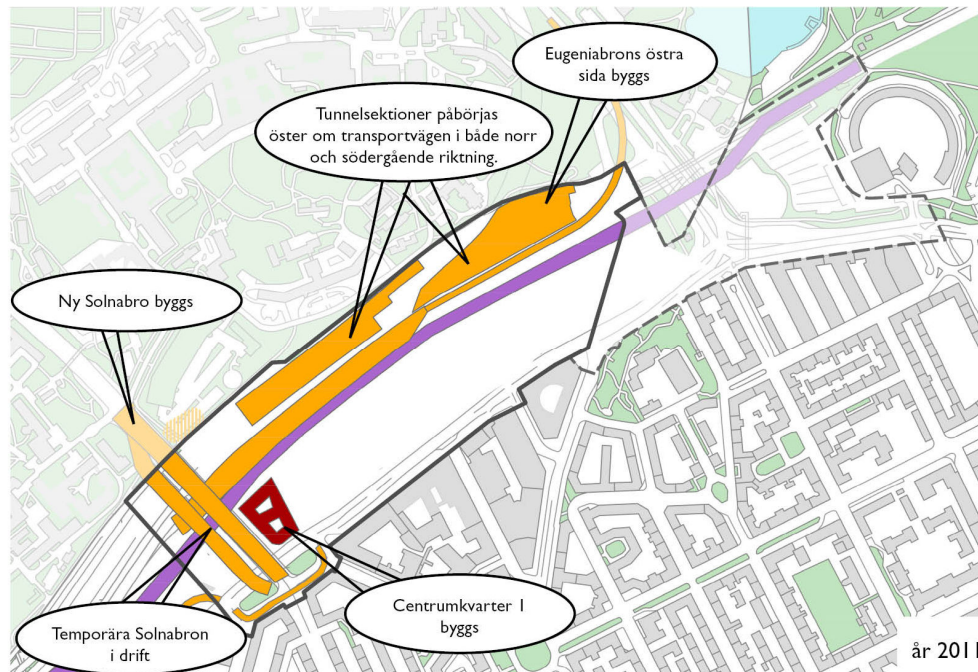 Eugeniabrons östra
sida byggs
Tunnelsektioner påbörjas
öster om transportvägen i både norr
och södergående riktning.
Ny Solnabro byggs
Centrumkvarter 1
byggs
Temporära Solnabron
i drift
år 2011